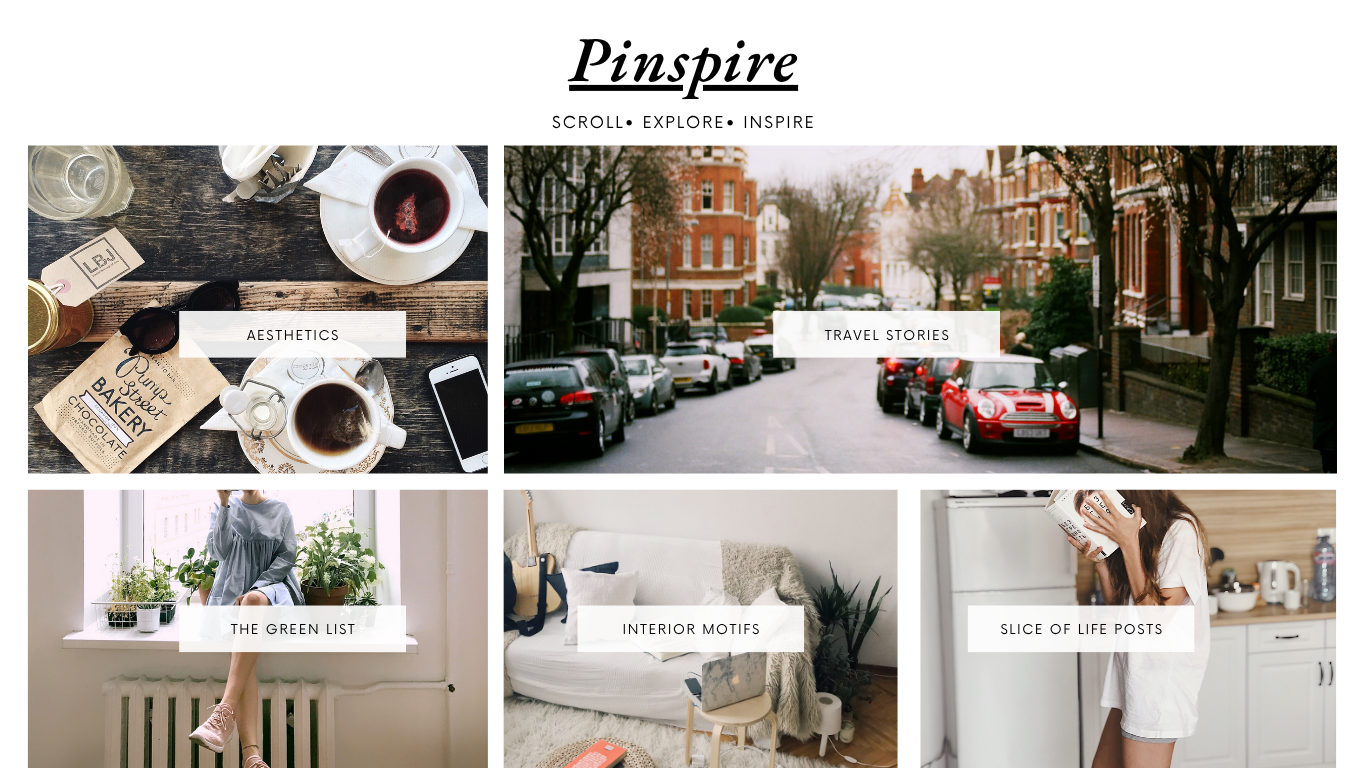 Pinspire
SCROLL• EXPLORE• INSPIRE
LBJ
AESTHETICS
Pump
Street
BAKERY
CHOCOLATE
TRAVEL STORIES
THE GREEN LIST
INTERIOR MOTIFS
SLICE OF LIFE POSTS